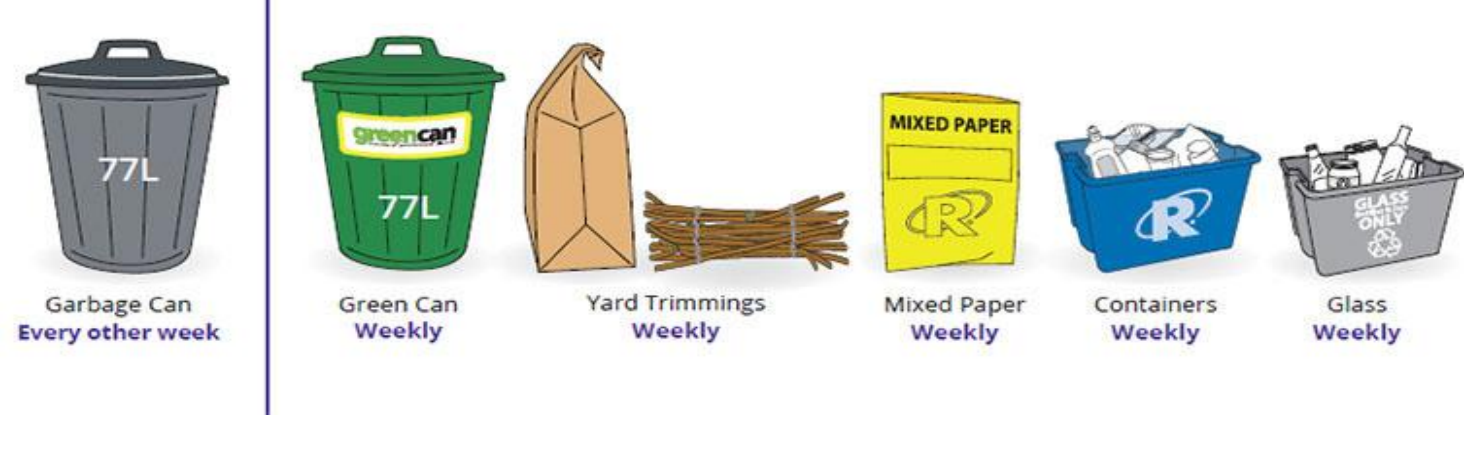 77L
Garbage Can
Every other week
greencan
77L
Green Can
Weekly
Yard Trimmings
Weekly
MIXED PAPER
R
Mixed Paper
Weekly
R
Containers
Weekly
GLASS
ONLY
Glass
Weekly